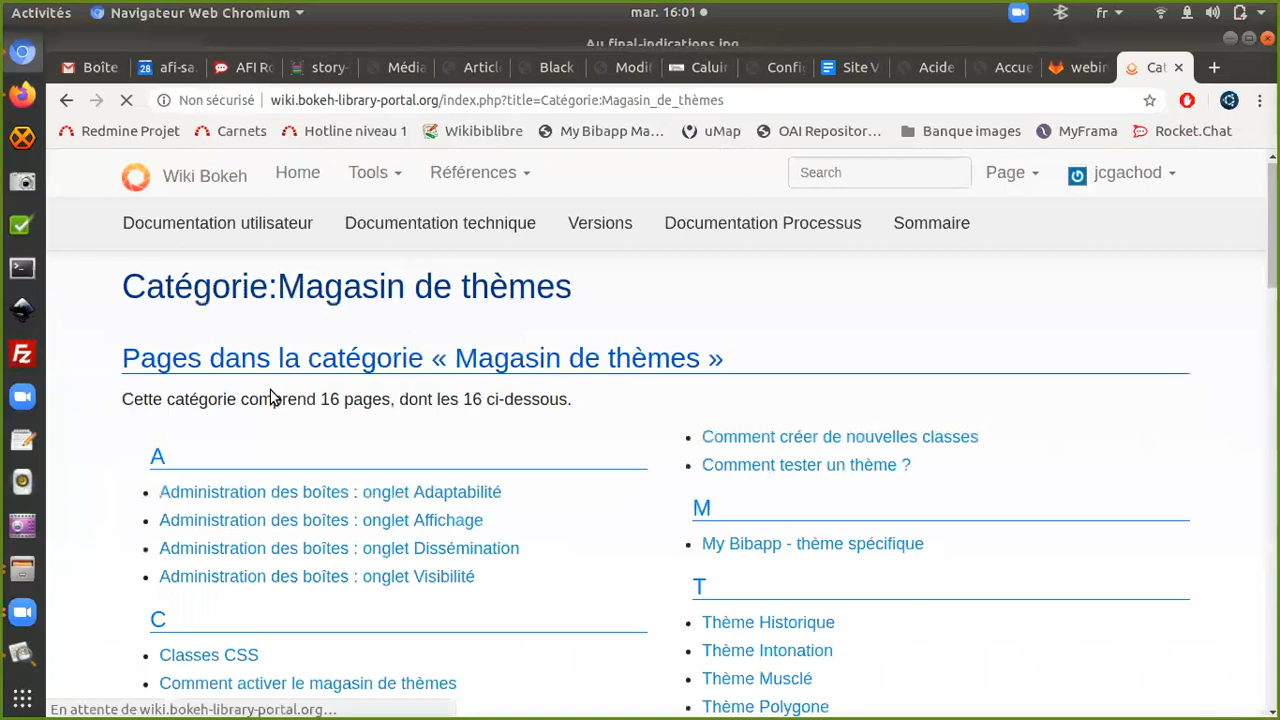 Activités
Navigateur Web Chromium
mar. 16:01
fr
Au final-indications.jpg
Boîte
afi-sa
AFI Ro
story-
Média
Articl
Black
Modif
Caluir
Config
Site V
Acide
Accue
webin
Cat
Non sécurisé
wiki.bokeh-library-portal.org/index.php?title=Catégorie:Magasin_de_thèmes
Redmine Projet
Carnets
Hotline niveau 1
Wikibiblibre
My Bibapp Ma...
uMap
OAI Repositor...
Banque images
MyFrama
Rocket.Chat
Wiki Bokeh
Home
Tools
Références
Search
Page
jcgachod
Documentation utilisateur
Documentation technique
Versions
Documentation Processus
Sommaire
Catégorie:Magasin de thèmes
Pages dans la catégorie « Magasin de thèmes »
Cette catégorie comprend 16 pages, dont les 16 ci-dessous.
A
Administration des boîtes : onglet Adaptabilité
Administration des boîtes : onglet Affichage
Administration des boîtes : onglet Dissémination
Administration des boîtes : onglet Visibilité
C
Classes CSS
Comment activer le magasin de thèmes
Comment créer de nouvelles classes
Comment tester un thème ?
M
My Bibapp - thème spécifique
T
Thème Historique
Thème Intonation
Thème Musclé
Thème Polygone
En attente de wiki.bokeh-library-portal.org…